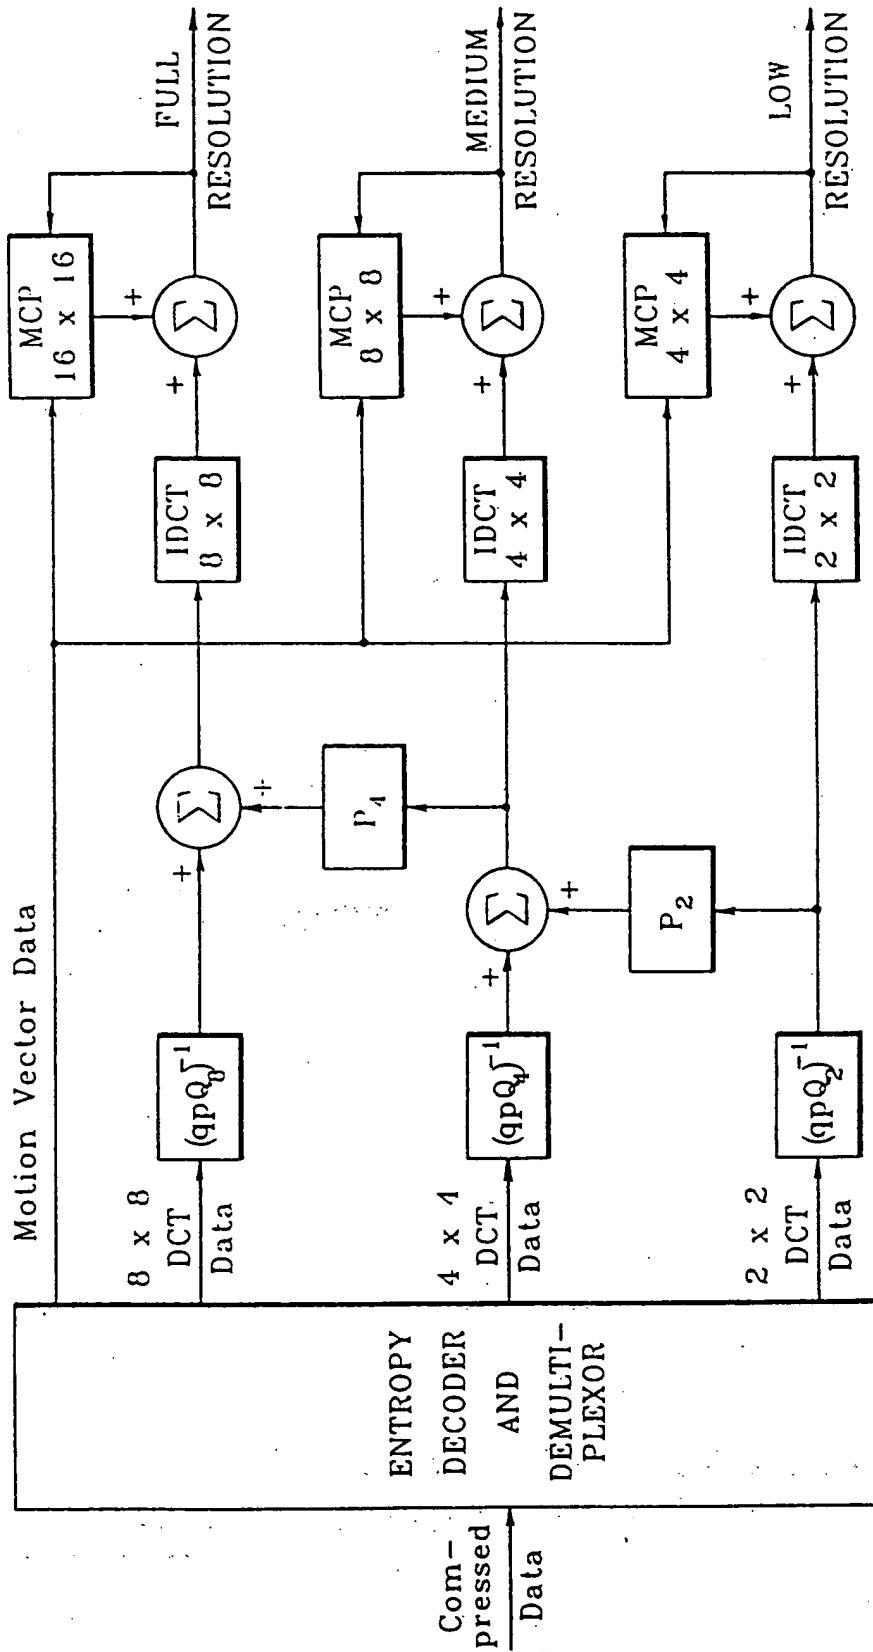 Com-
pressed
Data
ENTROPY
DECODER
AND
DEMULTI-
PLEXOR
Motion Vector Data
8 x 8
DCT
Data
(qpQ8)-1
+
Σ
+
P4
IDCT
8 x 8
+
Σ
+
MCP
16 x 16
FULL
RESOLUTION
4 x 4
DCT
Data
(qpQ4)-1
+
Σ
+
P2
IDCT
4 x 4
+
Σ
+
MCP
8 x 8
MEDIUM
RESOLUTION
2 x 2
DCT
Data
(qpQ2)-1
IDCT
2 x 2
+
Σ
+
MCP
4 x 4
LOW
RESOLUTION